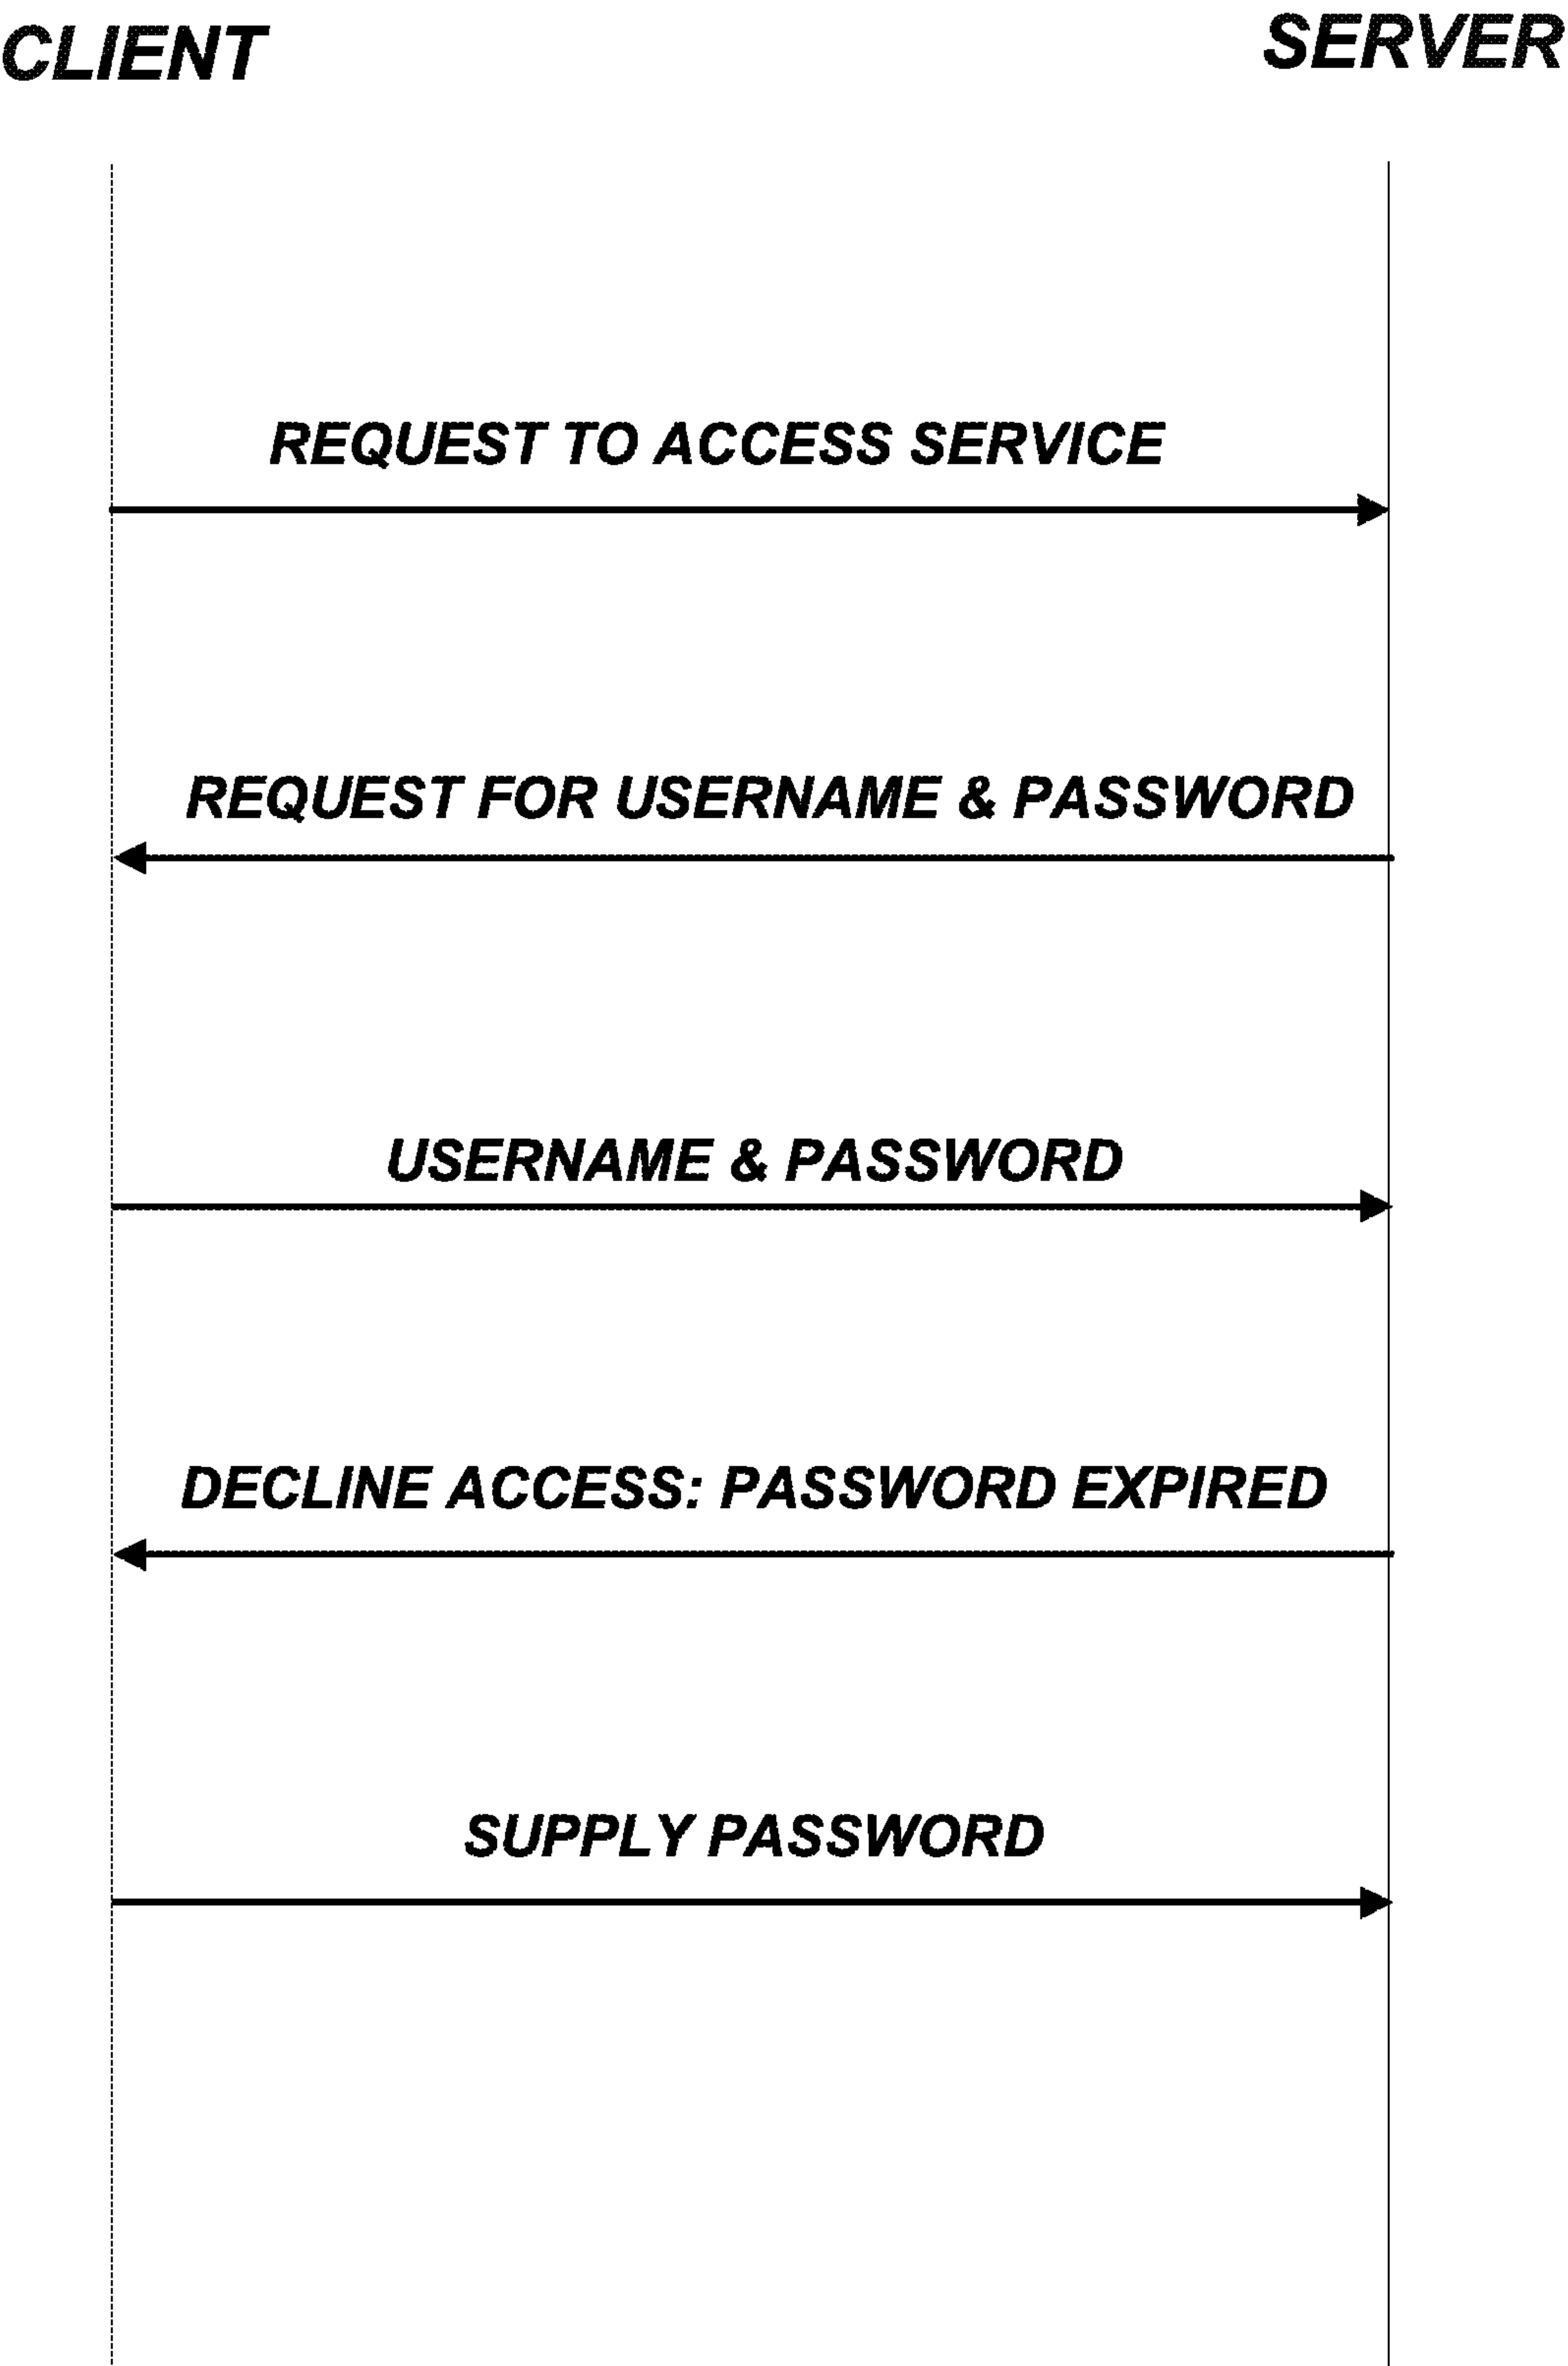 CLIENT
SERVER
REQUEST TO ACCESS SERVICE
REQUEST FOR USERNAME & PASSWORD
USERNAME & PASSWORD
DECLINE ACCESS: PASSWORD EXPIRED
SUPPLY PASSWORD